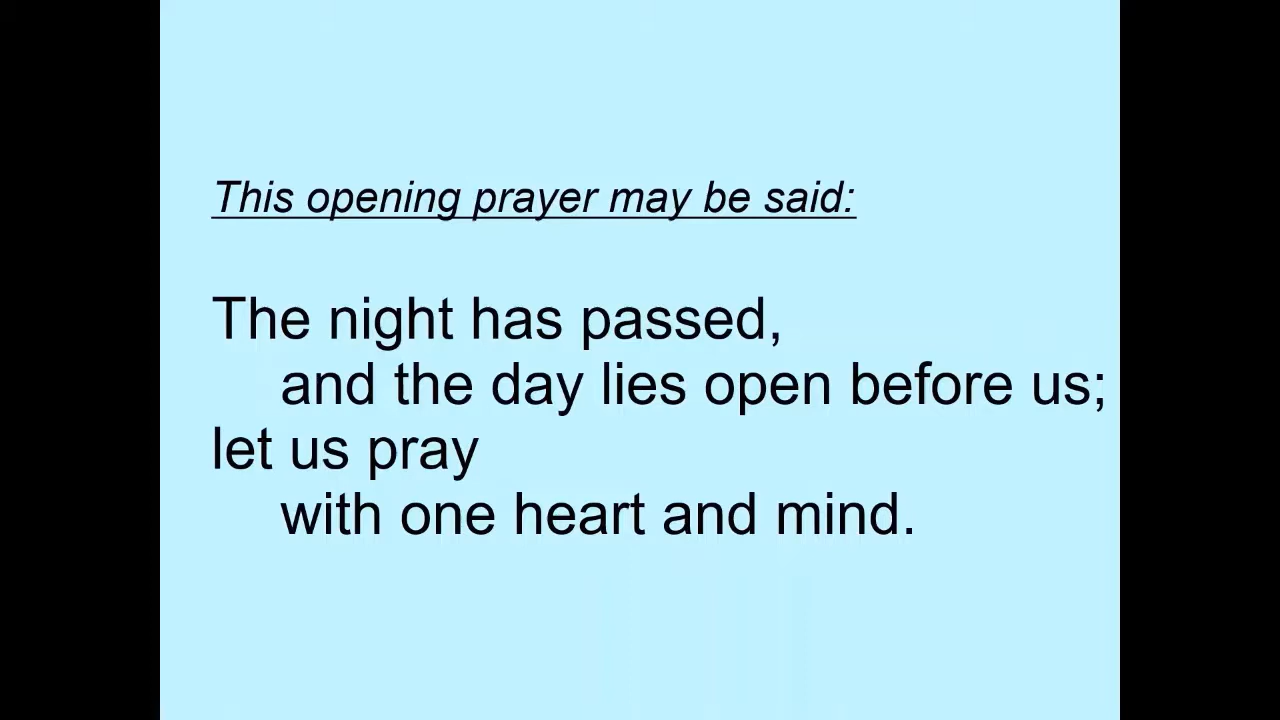 This opening prayer may be said:
The night has passed,
and the day lies open before us;
let us pray
with one heart and mind.